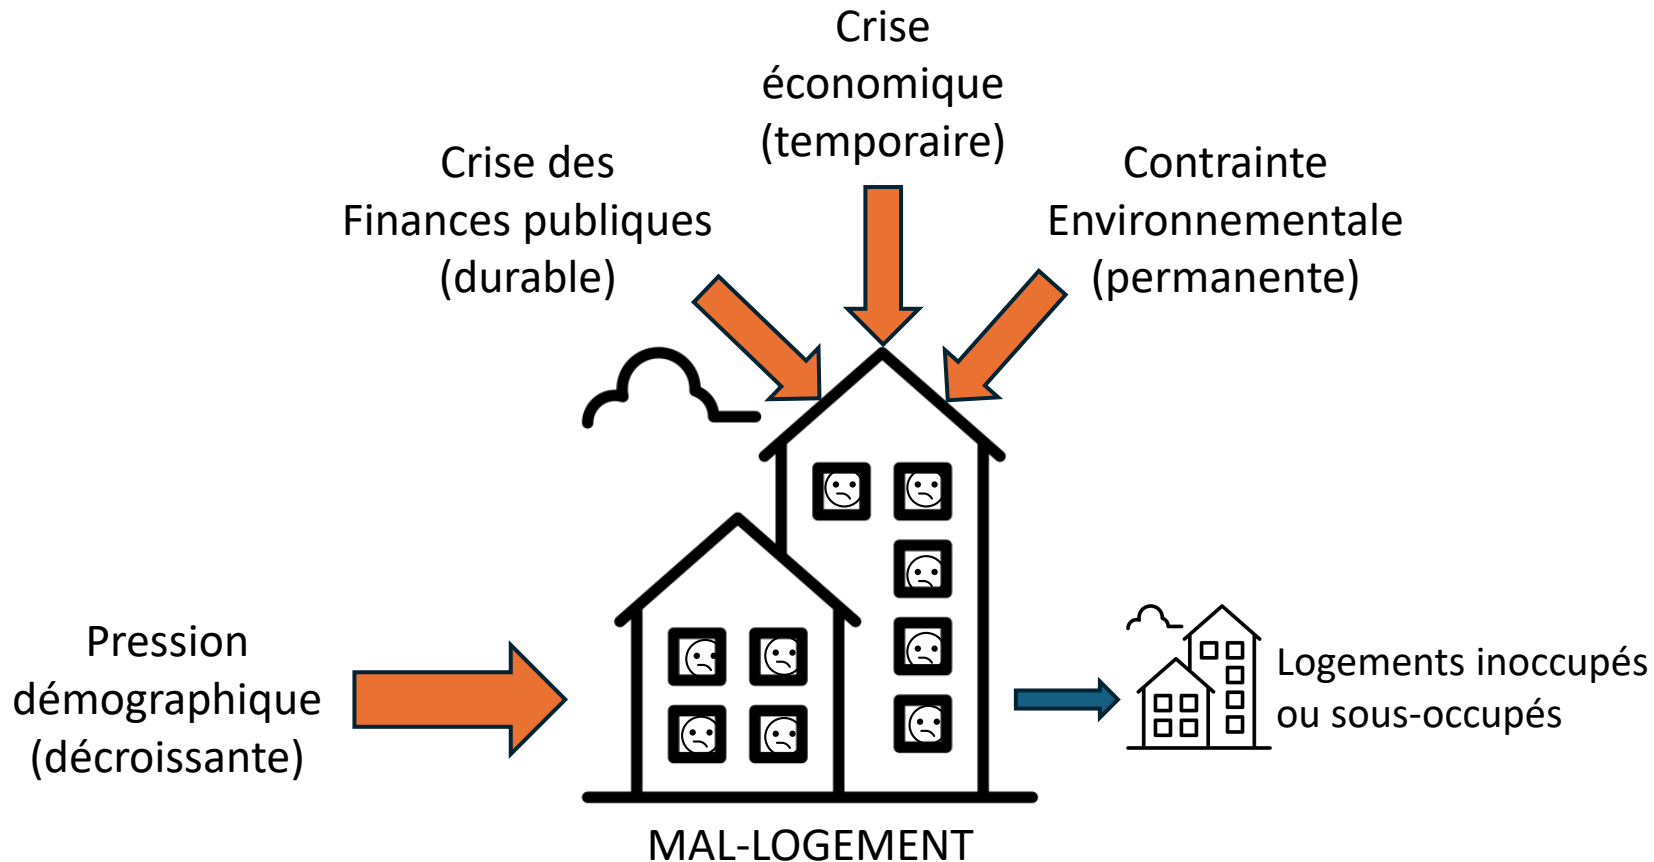 Crise
économique
(temporaire)
Crise des
Finances publiques
(durable)
Contrainte
Environnementale
(permanente)
Pression
démographique
(décroissante)
Logements inoccupés
ou sous-occupés
MAL-LOGEMENT